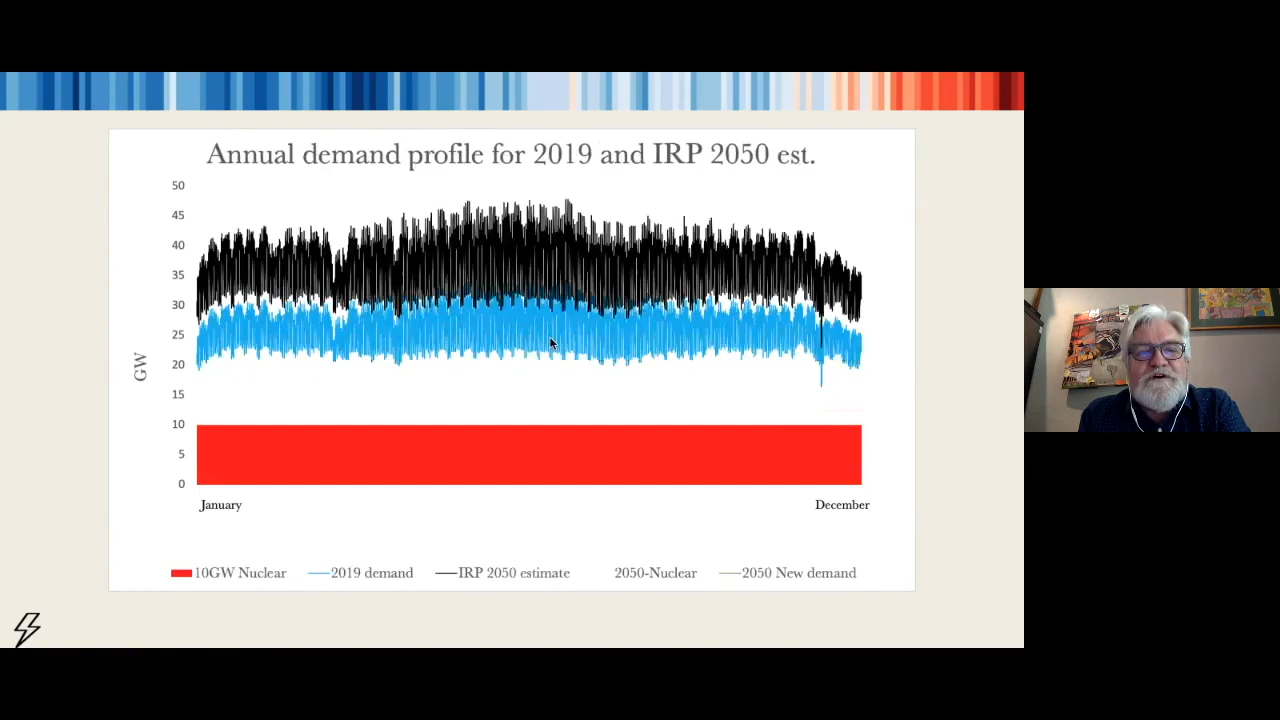 Annual demand profile for 2019 and IRP 2050 est.
50
45
40
35
30
25
20
15
10
5
0
GW
January December
10GW Nuclear 2019 demand IRP 2050 estimate 2050-Nuclear 2050 New demand